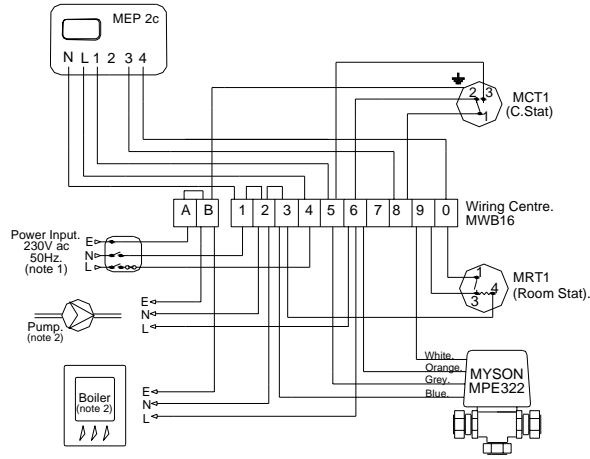 MEP 2c
N L 1 2 3 4
2 3
1
MCT1
(C.Stat)
A B 1 2 3 4 5 6 7 8 9 0
Wiring Centre.
MWB16
Power Input.
230V ac
50Hz.
(note 1)
E
N
L
1
3 4
MRT1
(Room Stat).
Pump.
(note 2)
E
N
L
White.
Orange.
Grey.
Blue.
MYSON
MPE322
Boiler
(note 2)
E
N
L